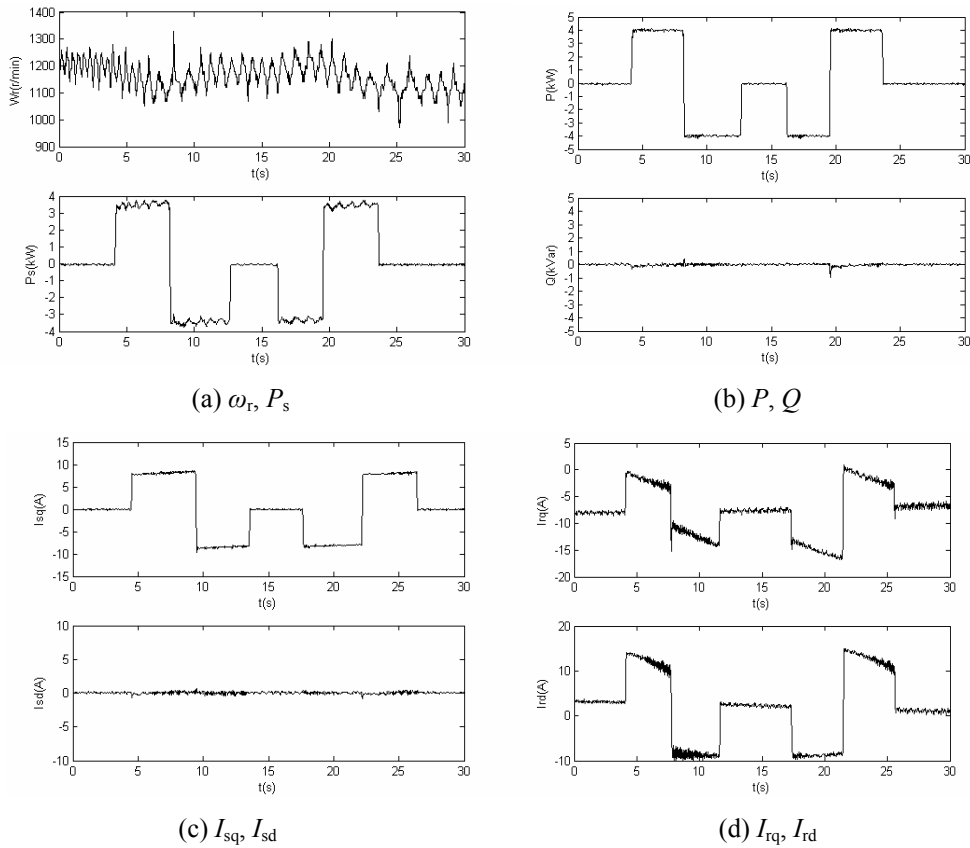 1400
1300
1200
1100
1000
900
Wr(r/min)
0 5 10 15 20 25 30
t(s)
4
3
2
1
0
-1
-2
-3
-4
Ps(kW)
0 5 10 15 20 25 30
t(s)
(a) ωr, Ps
5
4
3
2
1
0
-1
-2
-3
-4
-5
P(kW)
0 5 10 15 20 25 30
t(s)
5
4
3
2
1
0
-1
-2
-3
-4
-5
Q(kVar)
0 5 10 15 20 25 30
t(s)
(b) P, Q
15
10
5
0
-5
-10
-15
Isq(A)
0 5 10 15 20 25 30
t(s)
10
5
0
-5
-10
Isd(A)
0 5 10 15 20 25 30
t(s)
(c) Isq, Isd
5
0
-5
-10
-15
-20
Irq(A)
0 5 10 15 20 25 30
t(s)
20
10
0
-10
Ird(A)
0 5 10 15 20 25 30
t(s)
(d) Irq, Ird